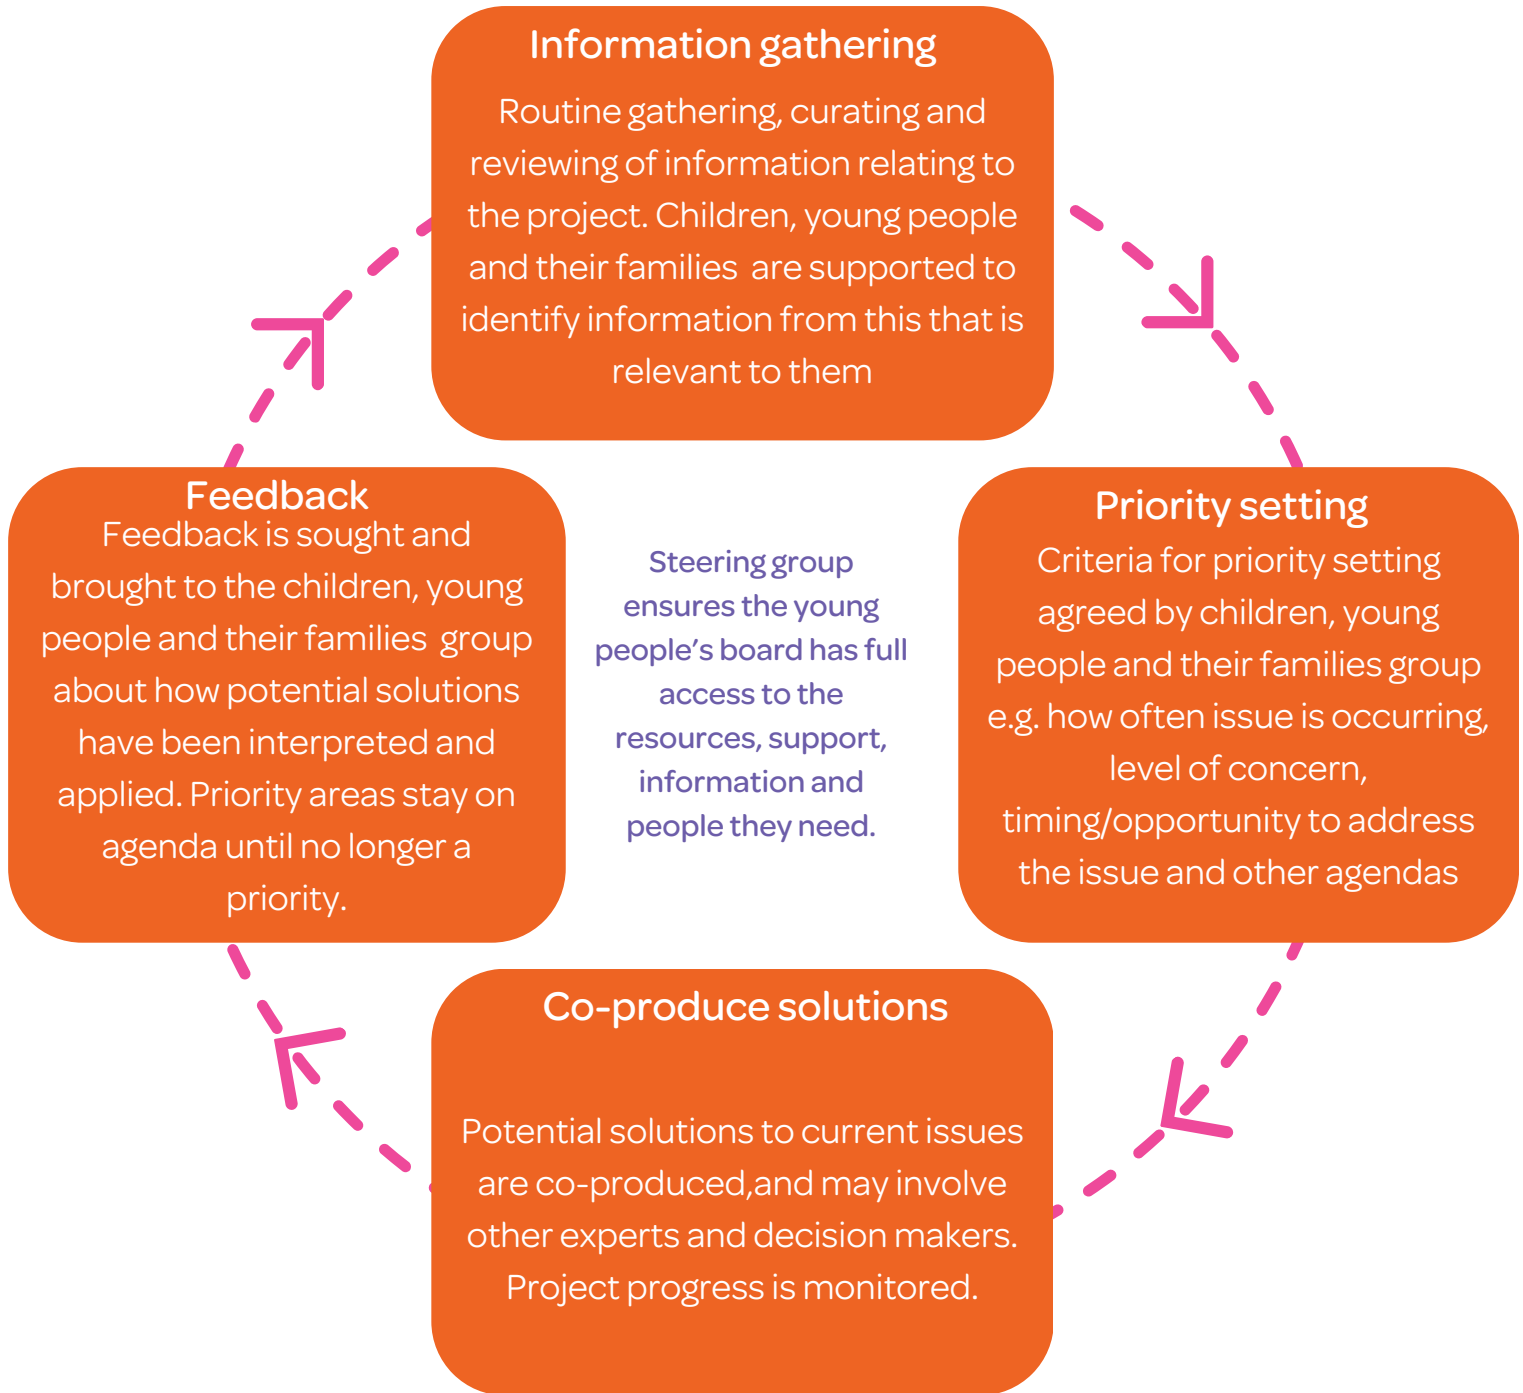 Information gathering
Routine gathering, curating and
reviewing of information relating to
the project. Children, young people
and their families are supported to
identify information from this that is
relevant to them
Feedback
Feedback is sought and
brought to the children, young
people and their families group
about how potential solutions
have been interpreted and
applied. Priority areas stay on
agenda until no longer a
priority.
Steering group
ensures the young
people’s board has full
access to the
resources, support,
information and
people they need.
Priority setting
Criteria for priority setting
agreed by children, young
people and their families group
e.g. how often issue is occurring,
level of concern,
timing/opportunity to address
the issue and other agendas
Co-produce solutions
Potential solutions to current issues
are co-produced,and may involve
other experts and decision makers.
Project progress is monitored.